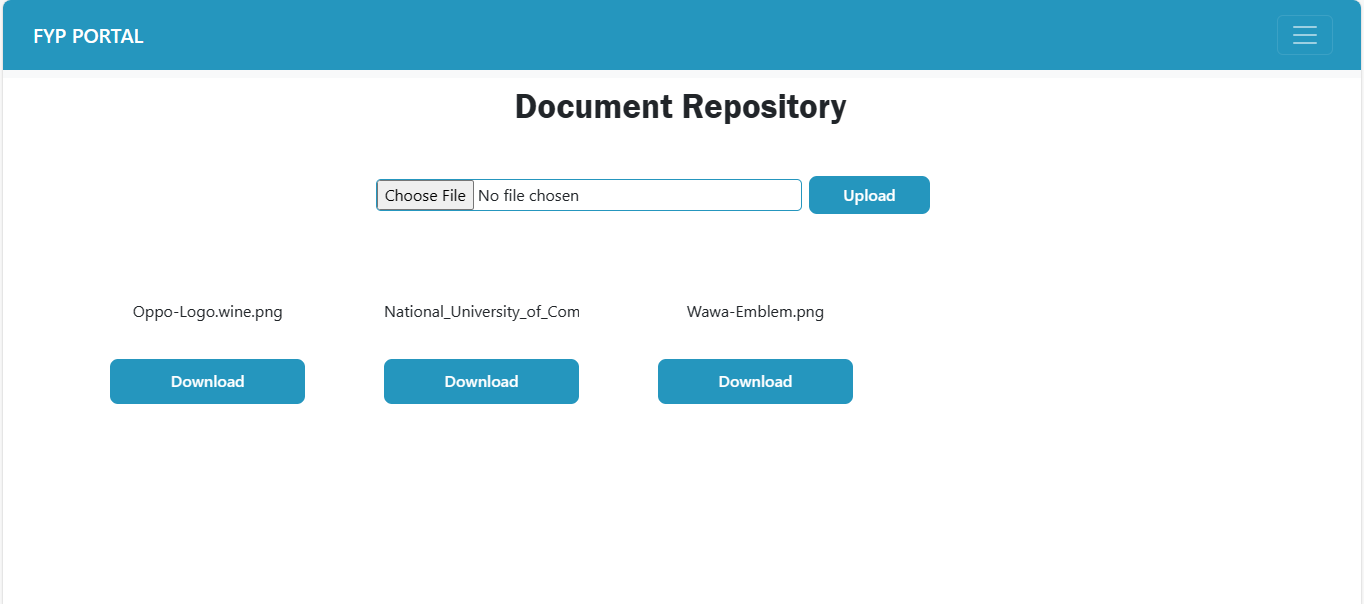 FYP PORTAL
Document Repository
Choose File No file chosen Upload
Oppo-Logo.wine.png National_University_of_Com Wawa-Emblem.png
Download Download Download